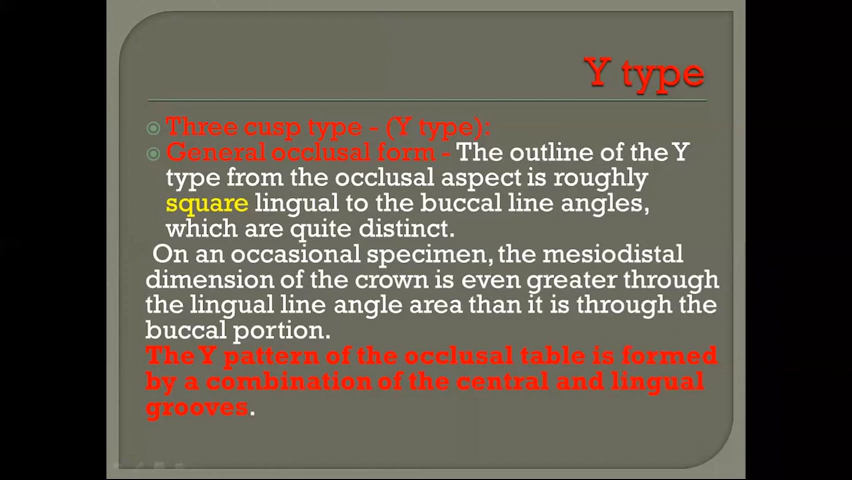 Y type
Three cusp type - (Y type):
General occlusal form - The outline of the Y
type from the occlusal aspect is roughly
square lingual to the buccal line angles,
which are quite distinct.
On an occasional specimen, the mesiodistal
dimension of the crown is even greater through
the lingual line angle area than it is through the
buccal portion.
The Y pattern of the occlusal table is formed
by a combination of the central and lingual
grooves.